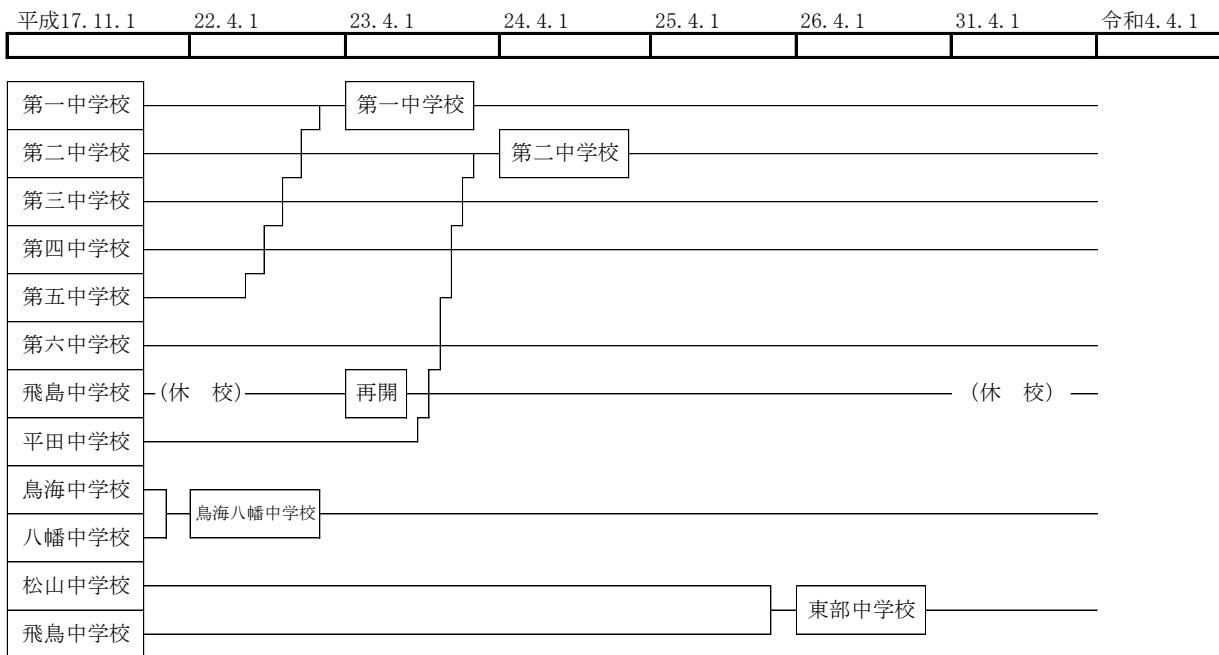 平成17.11.1 22.4.1 23.4.1 24.4.1 25.4.1 26.4.1 31.4.1 令和4.4.1
第一中学校 第一中学校
第二中学校 第二中学校
第三中学校
第四中学校
第五中学校
第六中学校
飛島中学校 (休 校) 再開 (休 校)
平田中学校
鳥海中学校
鳥海八幡中学校
八幡中学校
松山中学校
東部中学校
飛鳥中学校